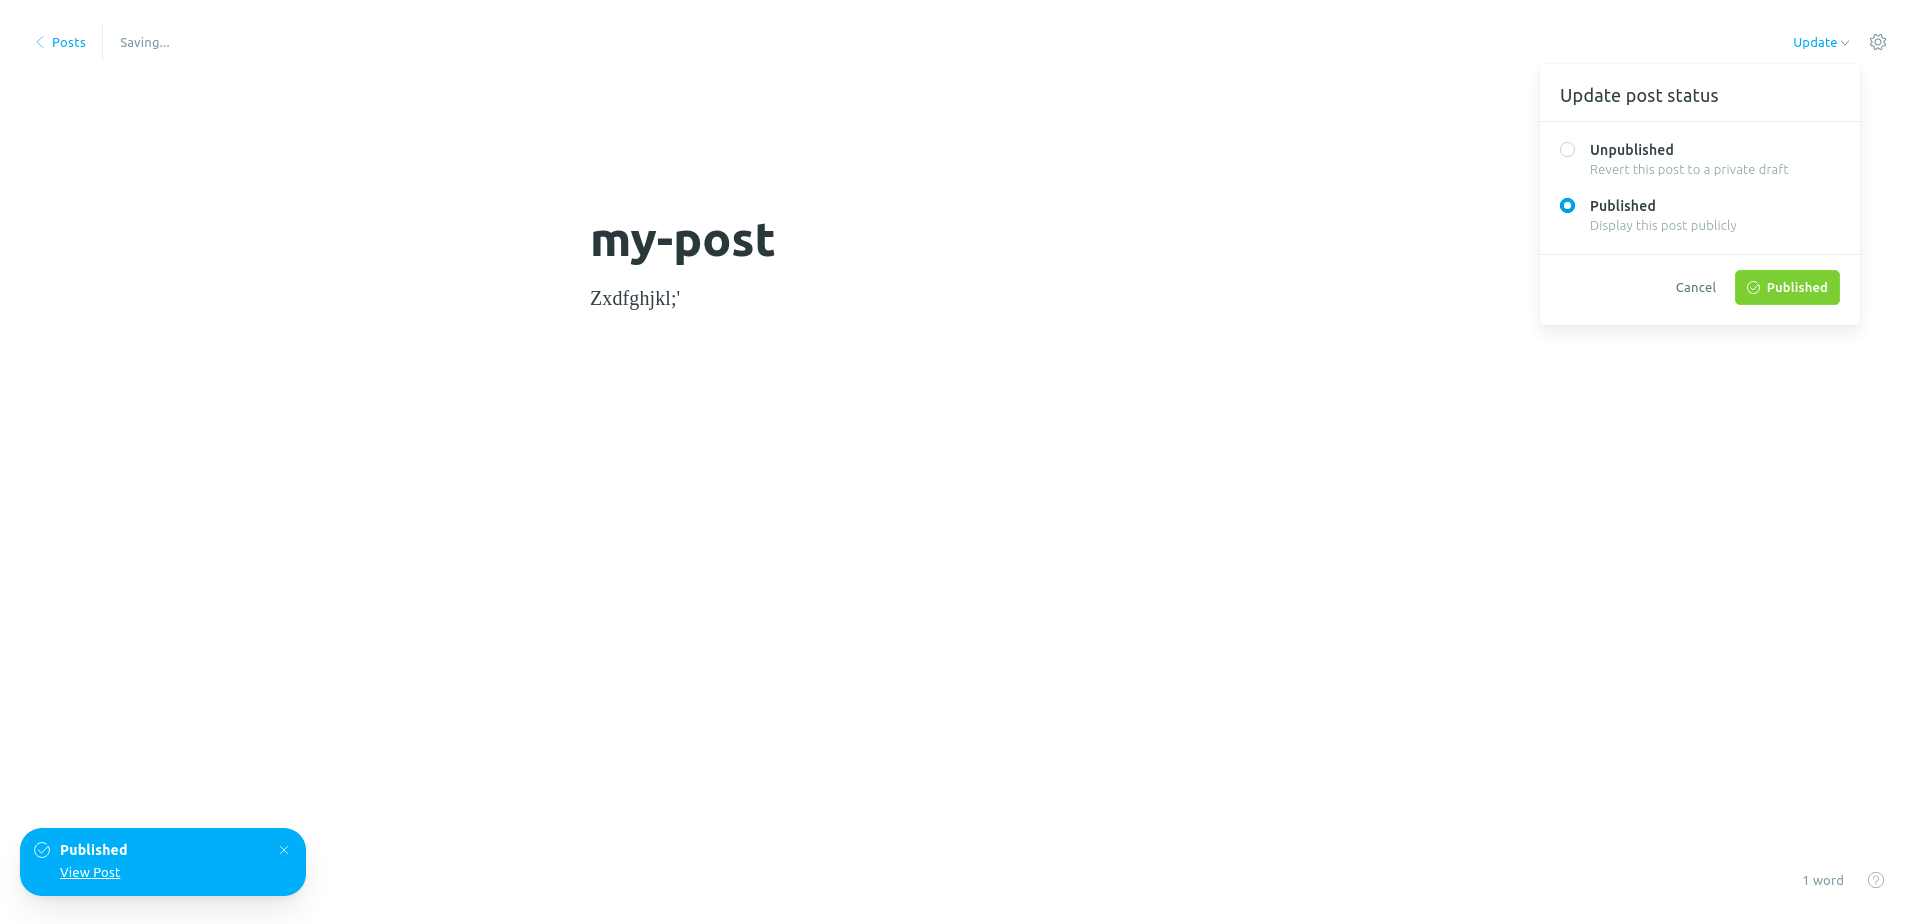 Posts
Saving...
Update
Update post status
Unpublished
Revert this post to a private draft
Published
Display this post publicly
Cancel
Published
my-post
Zxdfghjkl;'
Published
View Post
1 word